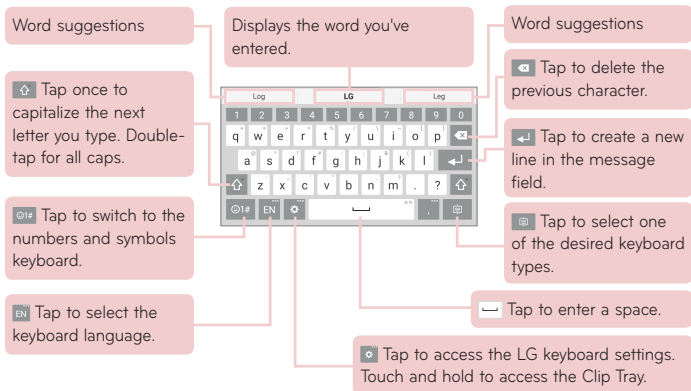 Word suggestions
Displays the word you've
entered.
Word suggestions
Tap once to
capitalize the next
letter you type. Double-
tap for all caps.
Tap to delete the
previous character.
Tap to create a new
line in the message
field.
Log LG Leg
1 2 3 4 5 6 7 8 9 0
q w e r t y u i o p
a s d f g h j k l
z x c v b n m . ?
☺1# EN ,
☺1# Tap to switch to the
numbers and symbols
keyboard.
Tap to select one
of the desired keyboard
types.
EN Tap to select the
keyboard language.
Tap to enter a space.
Tap to access the LG keyboard settings.
Touch and hold to access the Clip Tray.